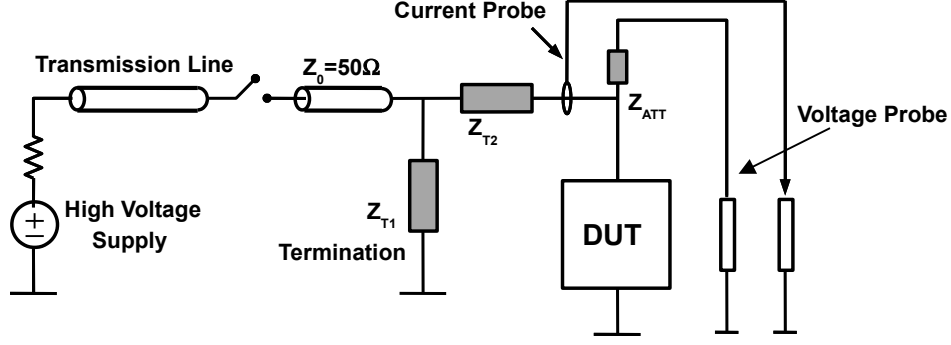 Current Probe
Transmission Line
Z0=50Ω
ZATT
Voltage Probe
ZT2
High Voltage
Supply
ZT1
Termination
DUT